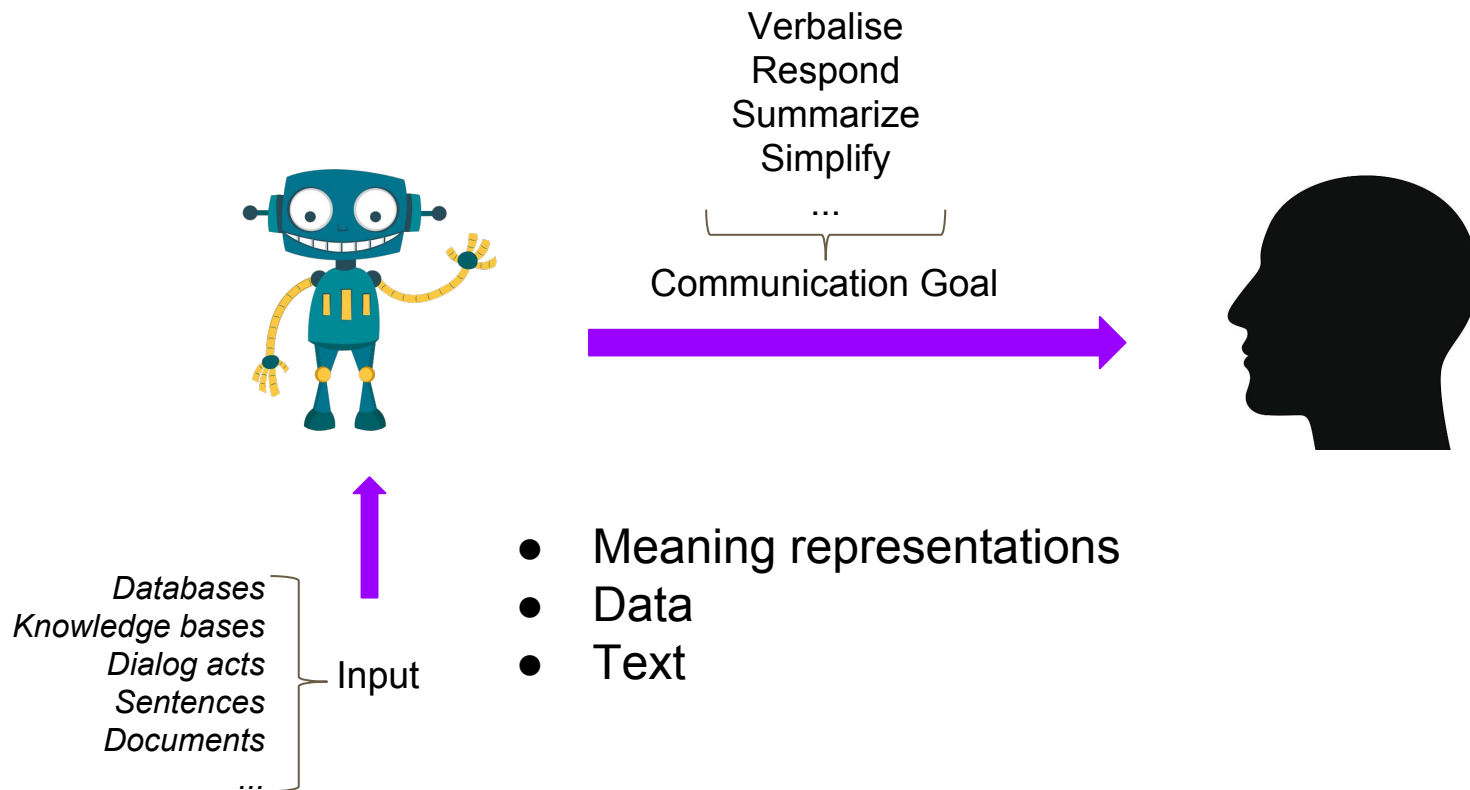 Verbalise
Respond
Summarize
Simplify
...
Communication Goal
● Meaning representations
● Data
● Text
Databases
Knowledge bases
Dialog acts
Sentences
Documents
...
Input